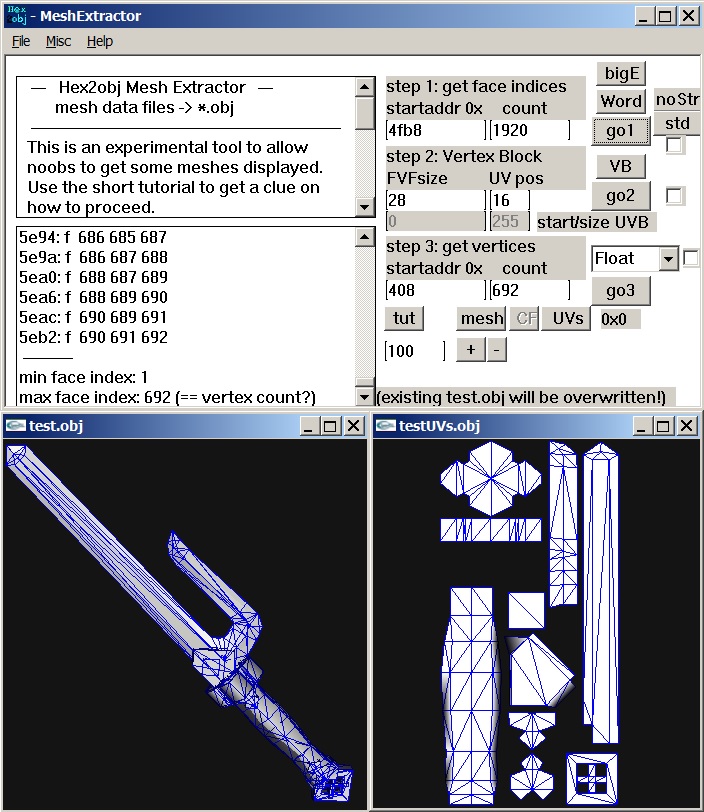 Hex
obj - MeshExtractor
File Misc Help
— Hex2obj Mesh Extractor —
mesh data files -> *.obj
This is an experimental tool to allow
noobs to get some meshes displayed.
Use the short tutorial to get a clue on
how to proceed.
5e94: f 686 685 687
5e9a: f 686 687 688
5ea0: f 688 687 689
5ea6: f 688 689 690
5eac: f 690 689 691
5eb2: f 690 691 692
min face index: 1
max face index: 692 (== vertex count?)
step 1: get face indices
startaddr 0x count
4fb8 1920
step 2: Vertex Block
FVFsize UV pos
28 16
0 255 start/size UVB
step 3: get vertices
startaddr 0x count
408 692
bigE
Word noStr
go1 std
VB
go2
Float
go3
tut mesh CF UVs 0x0
100 + -
(existing test.obj will be overwritten!)
test.obj
testUVs.obj